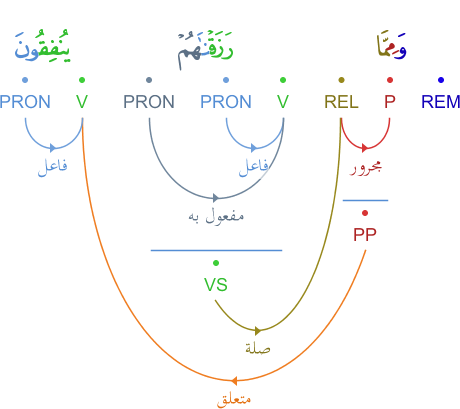 وَمِمَّا رَزَقْنَٰهُمْ يُنفِقُونَ
REM P REL V PRON PRON V PRON
مجرور فاعل فاعل
مفعول به
PP
VS
صلة
متعلق